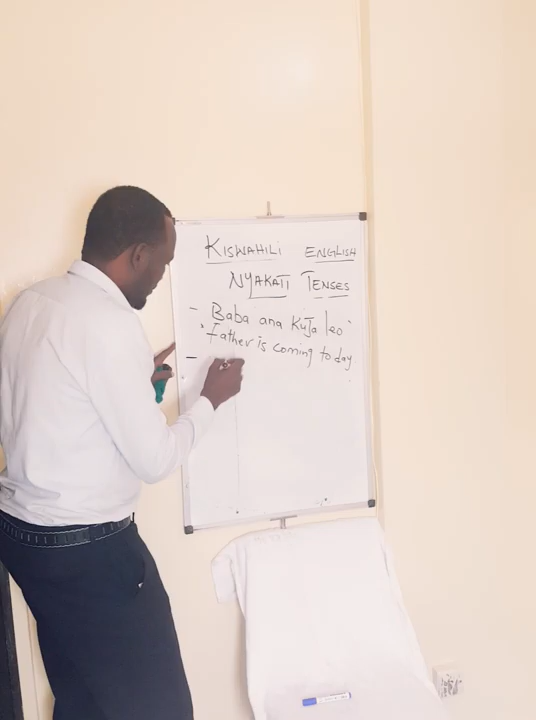 KISWAHILI ENGLISH
NYAKATI TENSES
- Baba ana Kuja leo
"Father is coming today
-